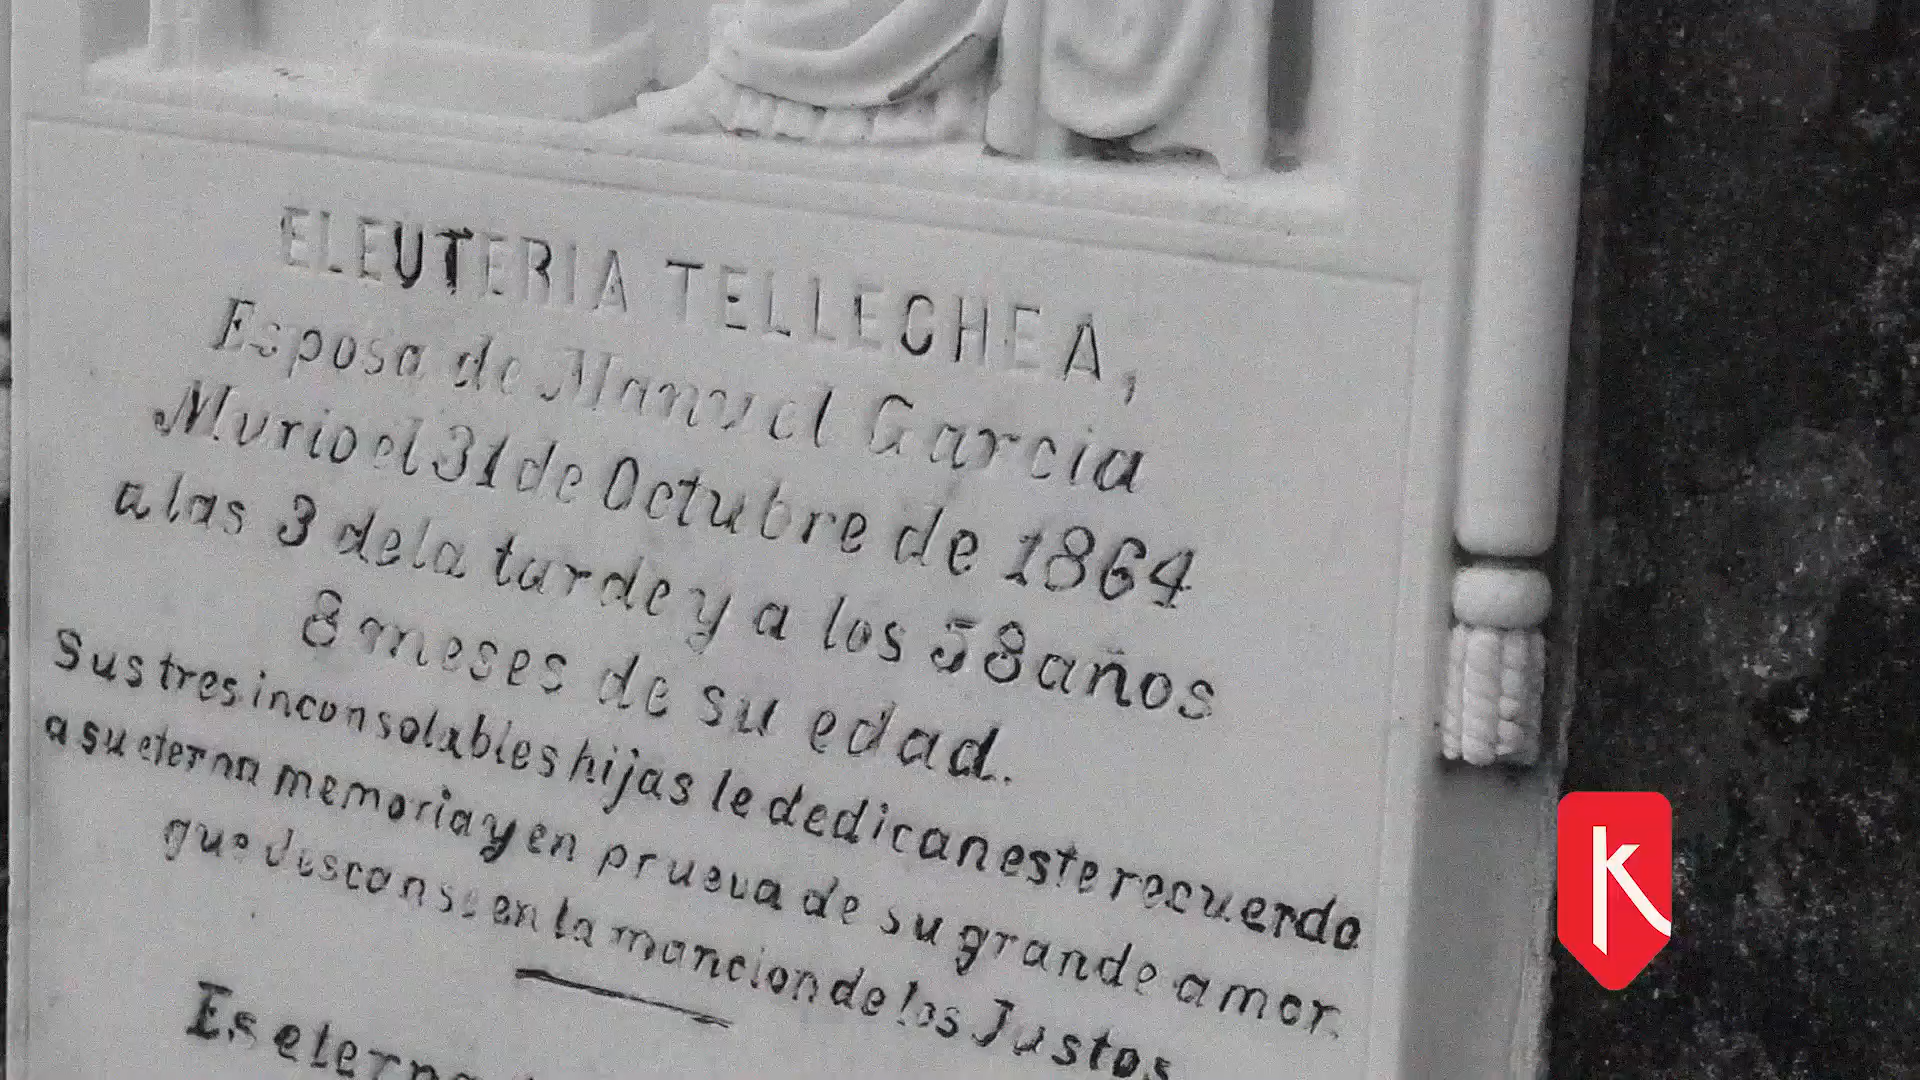 ELEUTERIA TELLECHEA,
Esposa de Manuel Garcia
Murio el 31 de Octubre de 1864
a las 3 de la tarde y a los 58 años
8 meses de su edad.
Sus tres inconsolables hijas le dedican este recuerdo
a su eterna memoria y en prueva de su grande amor.
que descanse en la mancion de los Justos
Es
K